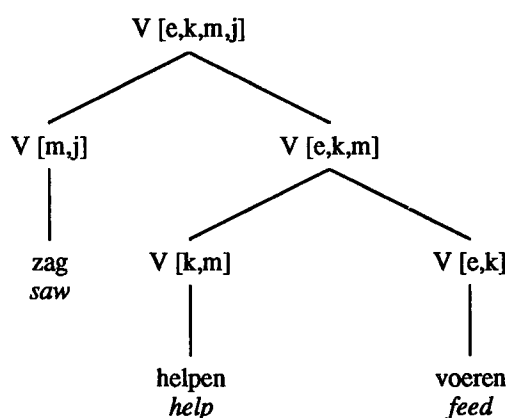 V [e,k,m,j]
V [m,j] V [e,k,m]
zag V [k,m] V [e,k]
saw
helpen voeren
help feed